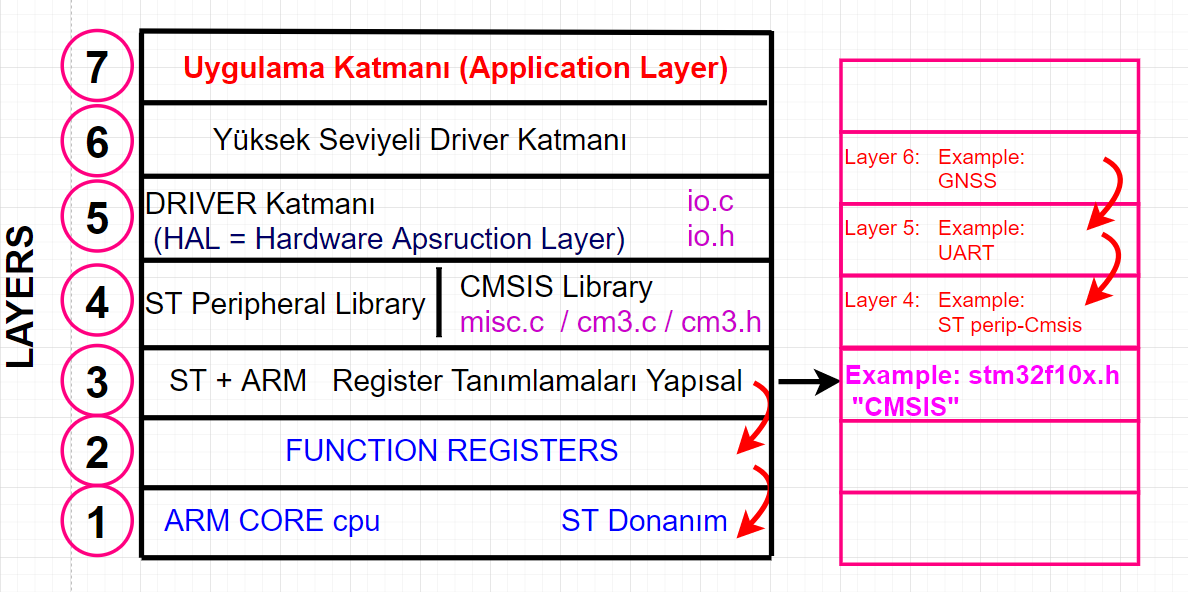 LAYERS
7
Uygulama Katmanı (Application Layer)
6
Yüksek Seviyeli Driver Katmanı
5
DRIVER Katmanı
io.c
(HAL = Hardware Apsruction Layer)
io.h
4
ST Peripheral Library
CMSIS Library
misc.c / cm3.c / cm3.h
3
ST + ARM Register Tanımlamaları Yapısal
2
FUNCTION REGISTERS
1
ARM CORE cpu
ST Donanım
Layer 6: Example:
GNSS
Layer 5: Example:
UART
Layer 4: Example:
ST perip-Cmsis
Example: stm32f10x.h
"CMSIS"